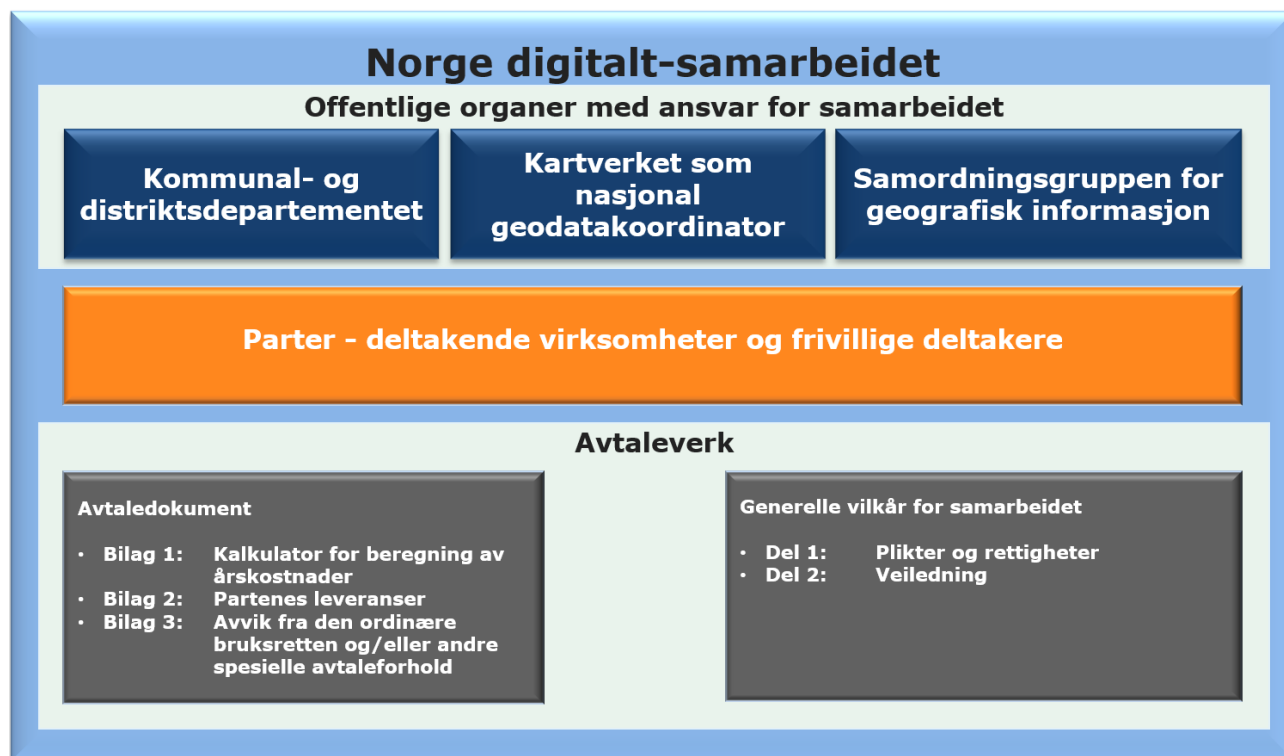 Norge digitalt-samarbeidet
Offentlige organer med ansvar for samarbeidet
Kommunal- og
distriktsdepartementet
Kartverket som
nasjonal
geodatakoordinator
Samordningsgruppen for
geografisk informasjon
Parter - deltakende virksomheter og frivillige deltakere
Avtaleverk
Avtaledokument
• Bilag 1: Kalkulator for beregning av
årskostnader
• Bilag 2: Partenes leveranser
• Bilag 3: Avvik fra den ordinære
bruksretten og/eller andre
spesielle avtaleforhold
Generelle vilkår for samarbeidet
• Del 1: Plikter og rettigheter
• Del 2: Veiledning